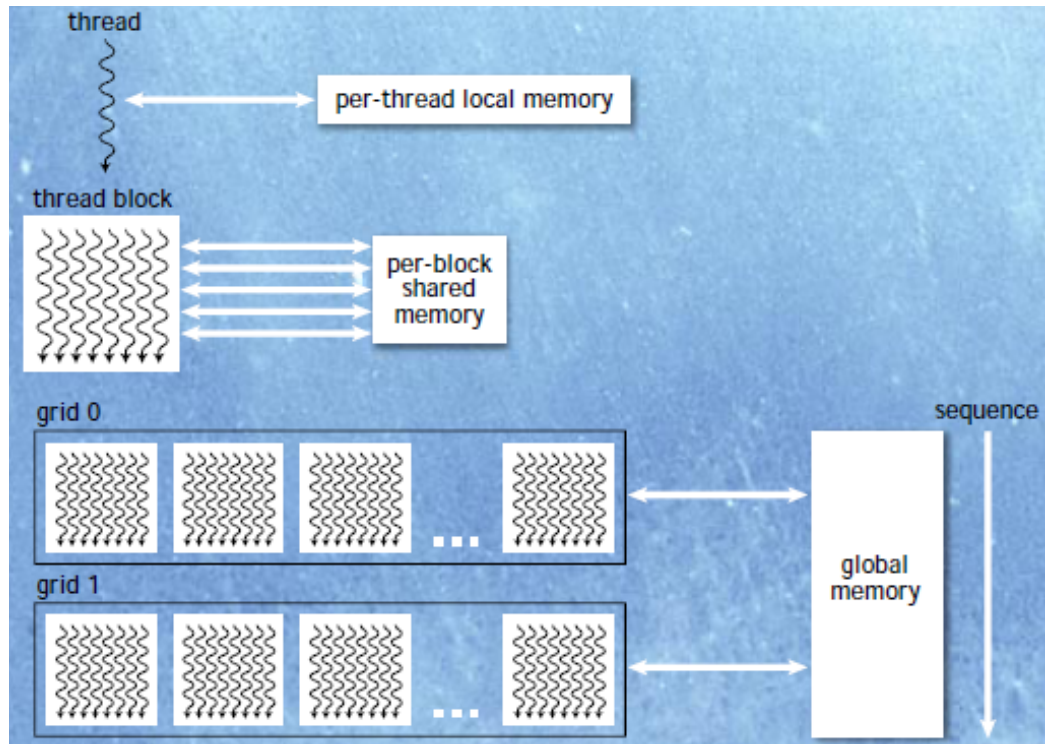 thread
per-thread local memory
thread block
per-block
shared
memory
grid 0
sequence
...
global
memory
grid 1
...